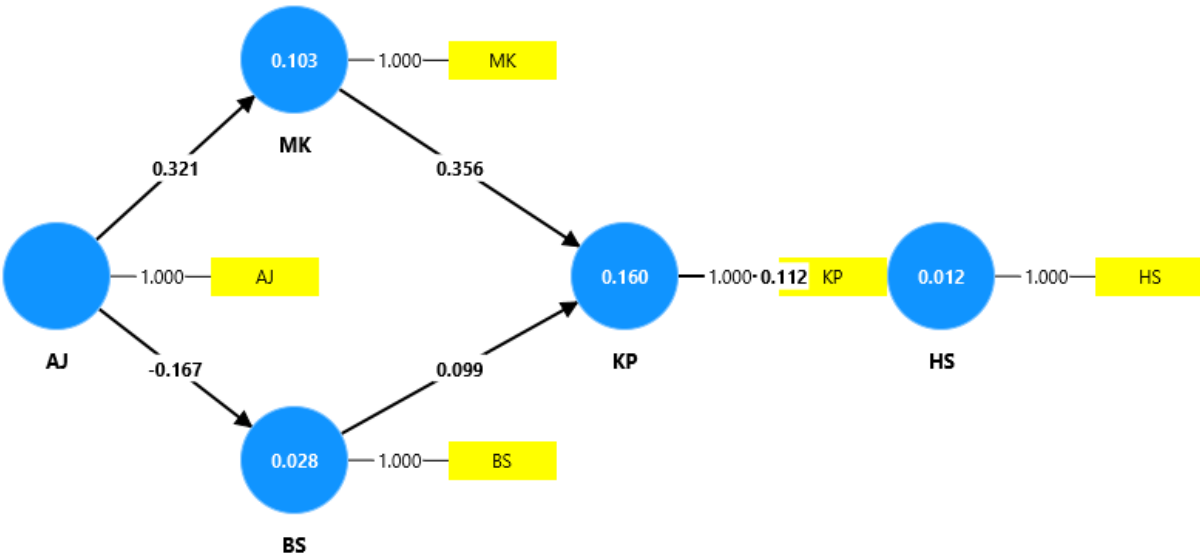 0.103
1.000
MK
MK
0.321
0.356
1.000
AJ
0.160
1.000
0.112
KP
0.012
1.000
HS
AJ
KP
HS
-0.167
0.099
0.028
1.000
BS
BS